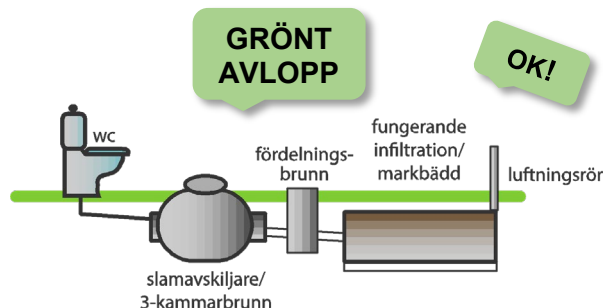 GRÖNT
AVLOPP
OK!
wc
fördelnings-
brunn
fungerande
infiltration/
markbädd
luftningsrör
slamavskiljare/
3-kammarbrunn